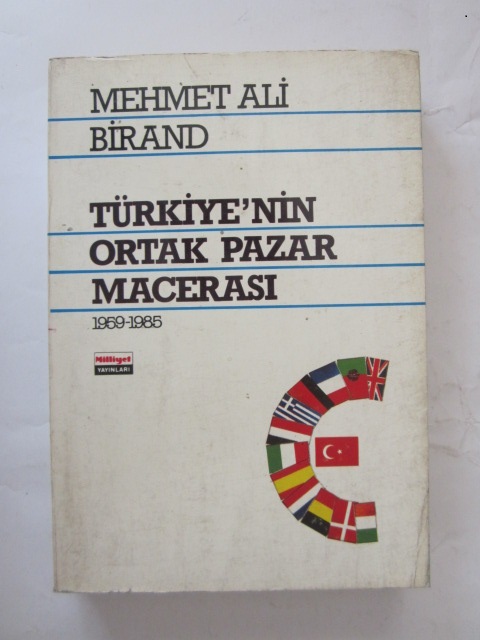 MEHMET ALİ
BİRAND
TÜRKİYE'NİN
ORTAK PAZAR
MACERASI
1959-1985
Milliyet
YAYINLARI